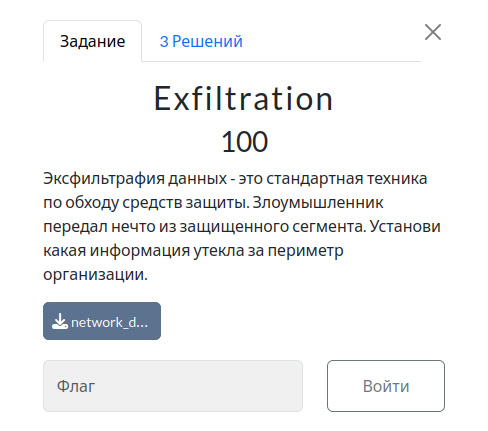 Задание
3 Решений
Exfiltration
100
Эксфильтрафия данных - это стандартная техника
по обходу средств защиты. Злоумышленник
передал нечто из защищенного сегмента. Установи
какая информация утекла за периметр
организации.
network_d...
Флаг
Войти